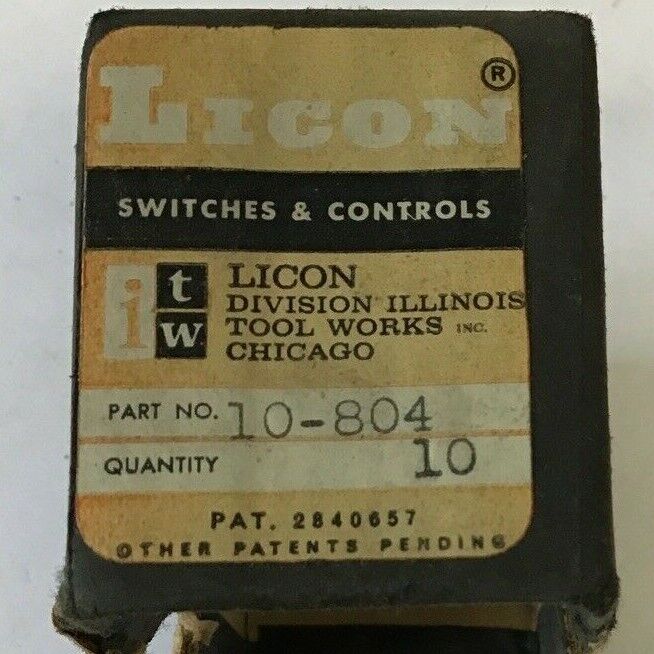 LICON ®
SWITCHES & CONTROLS
itw
LICON
DIVISION ILLINOIS
TOOL WORKS INC.
CHICAGO
PART NO. 10-804
QUANTITY 10
PAT. 2840657
OTHER PATENTS PENDING